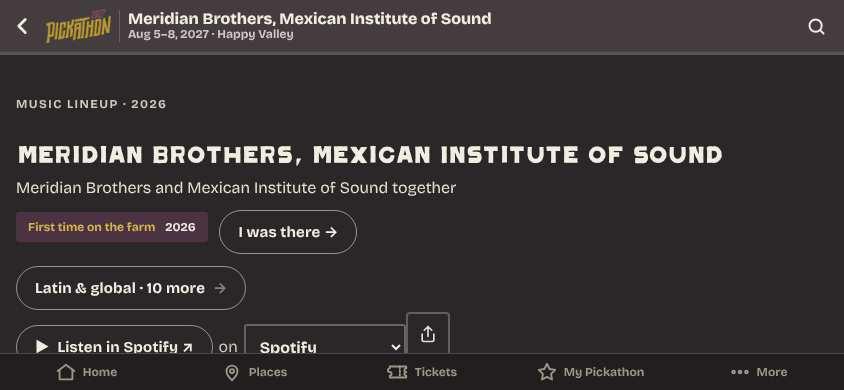 PICKATHON
Meridian Brothers, Mexican Institute of Sound
Aug 5–8, 2027 · Happy Valley
MUSIC LINEUP · 2026
MERIDIAN BROTHERS, MEXICAN INSTITUTE OF SOUND
Meridian Brothers and Mexican Institute of Sound together
First time on the farm 2026
I was there →
Latin & global · 10 more →
▶ Listen in Spotify ↗ on Spotify
Home Places Tickets My Pickathon More